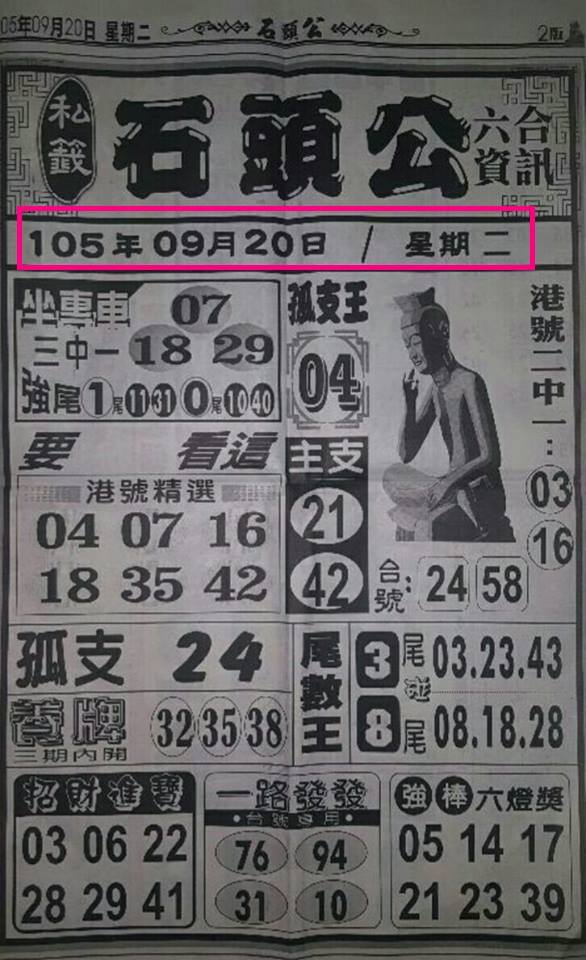 05年09月20日 星期二
石頭公
2版
私籤
石頭公
六合
資訊
105年09月20日 / 星期二
坐專車
三中一
07
18 29
強尾 1尾 11 31 0尾 10 40
孤支王
04
港號二中一:
03
16
要看這
港號精選
04 07 16
18 35 42
主支
21
42
台號: 24 58
孤支 24
養牌
三期內開
32 35 38
尾數王
3尾 03.23.43
碰
8尾 08.18.28
招財進寶
03 06 22
28 29 41
一路發發
76 94
31 10
強棒六燈獎
05 14 17
21 23 39